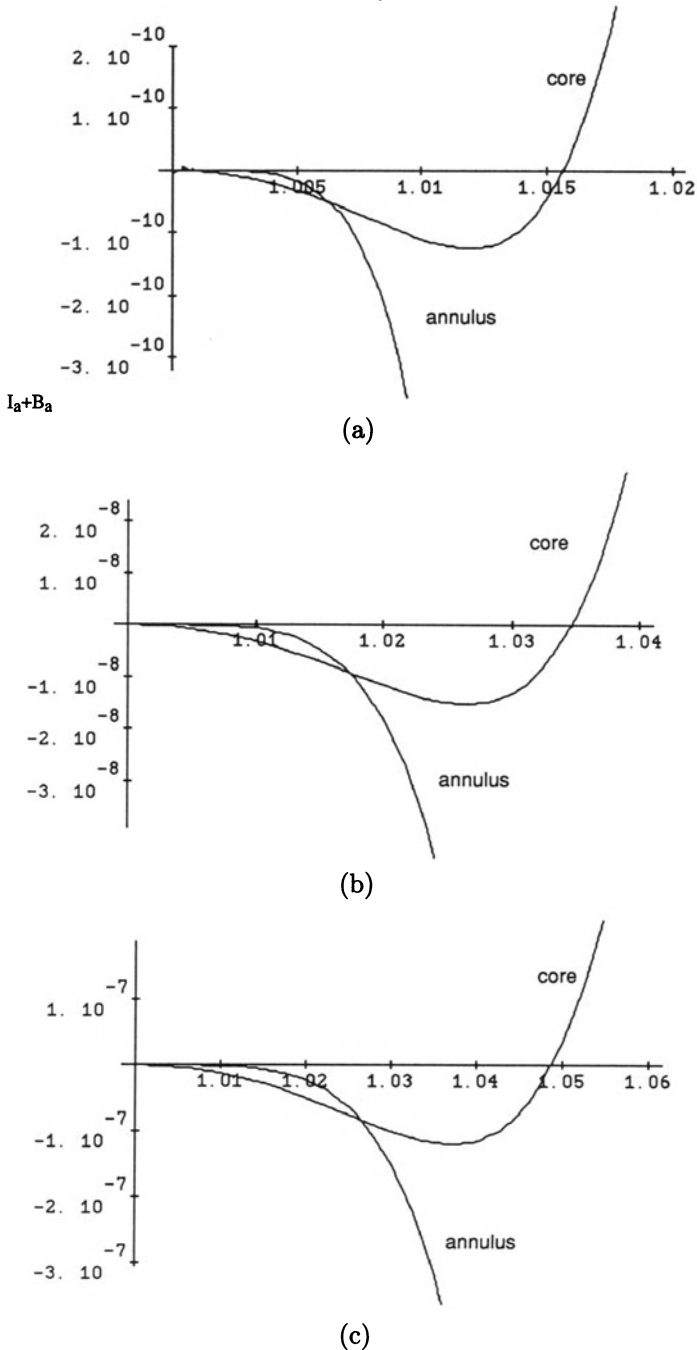 2. 10 -10
core
1. 10 -10
1.005 1.01 1.015 1.02
-1. 10 -10
-2. 10 -10
annulus
-3. 10 -10
Ia+Ba
(a)
2. 10 -8
core
1. 10 -8
1.01 1.02 1.03 1.04
-1. 10 -8
-2. 10 -8
-3. 10 -8
annulus
(b)
core
1. 10 -7
1.01 1.02 1.03 1.04 1.05 1.06
-1. 10 -7
-2. 10 -7
annulus
-3. 10 -7
(c)